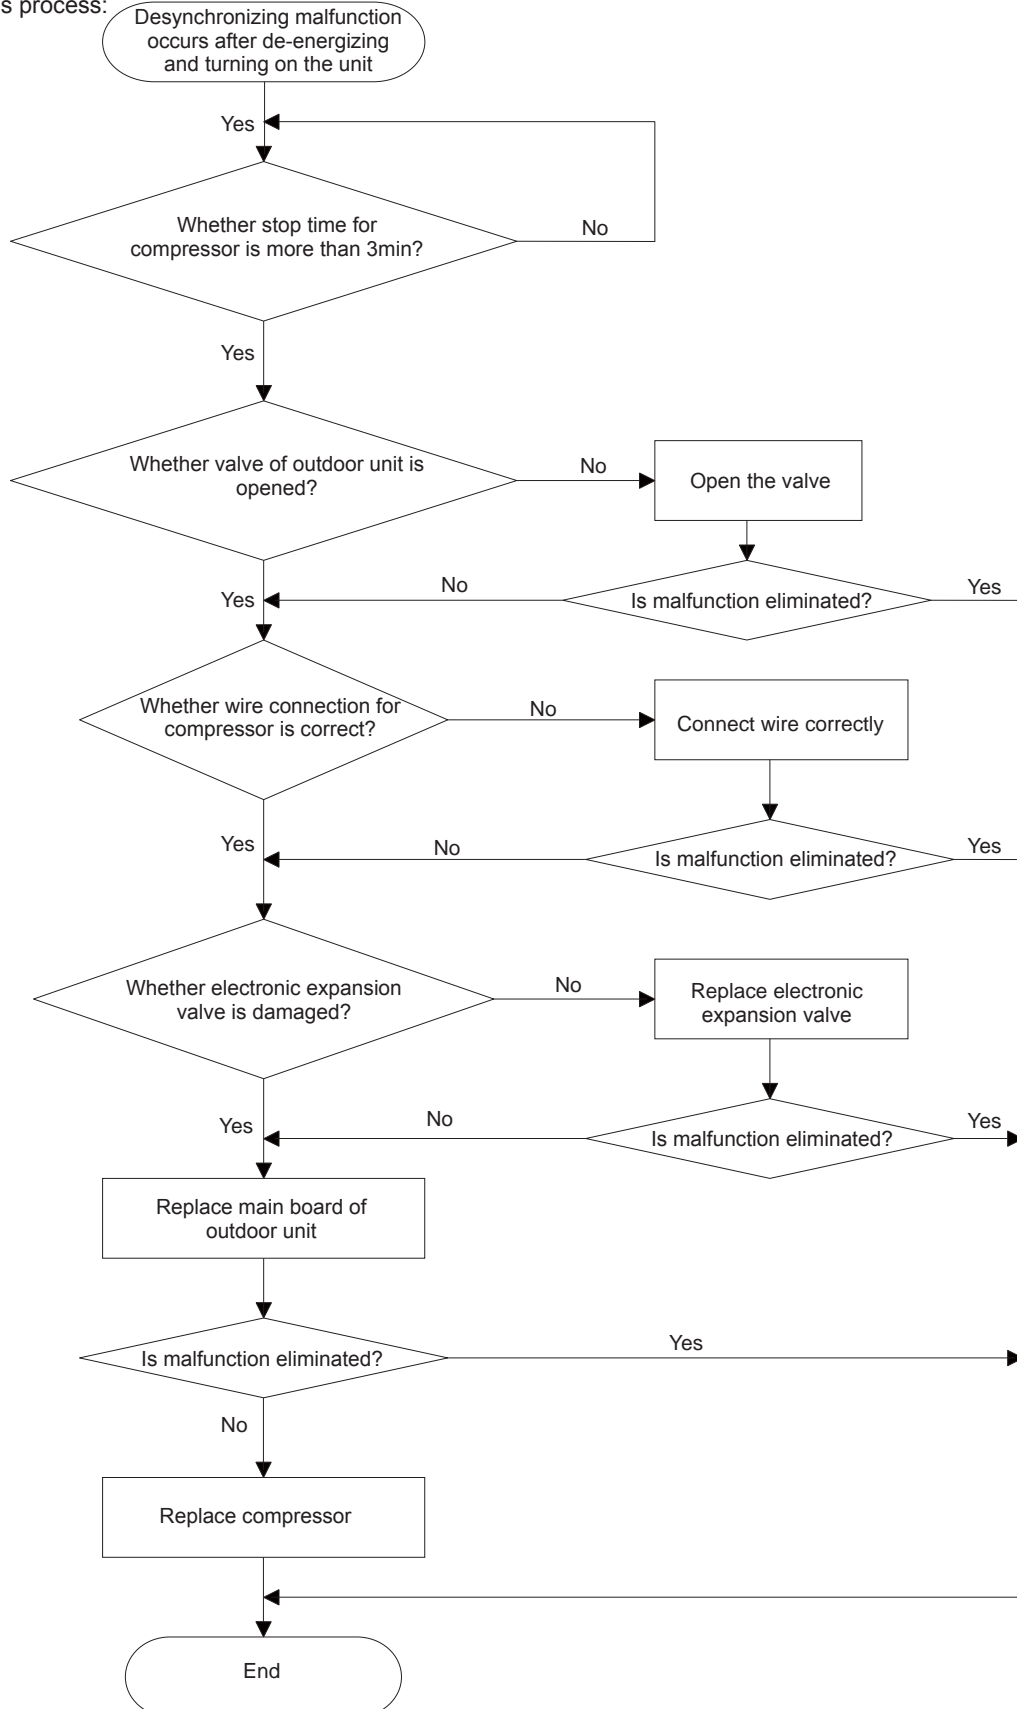 s process:
Desynchronizing malfunction
occurs after de-energizing
and turning on the unit
Yes
Whether stop time for
compressor is more than 3min?
No
Yes
Whether valve of outdoor unit is
opened?
No
Open the valve
Yes
No
Is malfunction eliminated?
Yes
Whether wire connection for
compressor is correct?
No
Connect wire correctly
Yes
No
Is malfunction eliminated?
Yes
Whether electronic expansion
valve is damaged?
No
Replace electronic
expansion valve
Yes
No
Is malfunction eliminated?
Yes
Replace main board of
outdoor unit
Is malfunction eliminated?
Yes
No
Replace compressor
End